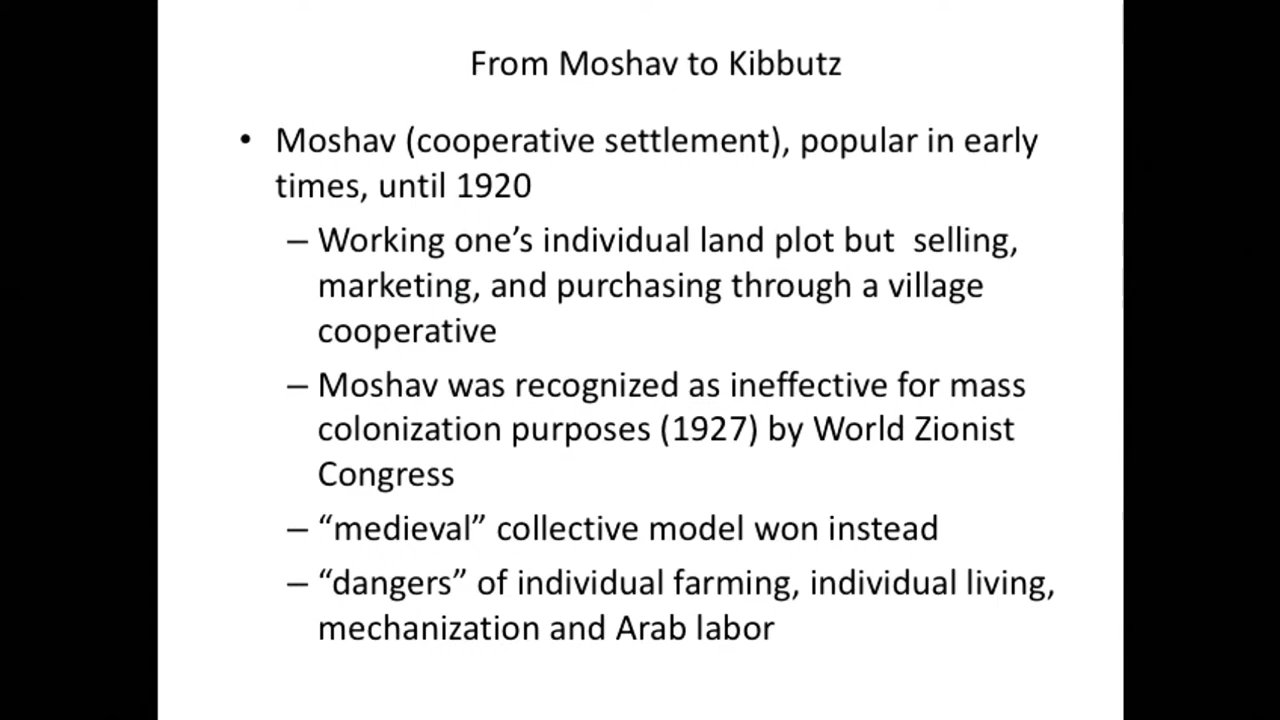 From Moshav to Kibbutz
• Moshav (cooperative settlement), popular in early
times, until 1920
– Working one’s individual land plot but  selling,
marketing, and purchasing through a village
cooperative
– Moshav was recognized as ineffective for mass
colonization purposes (1927) by World Zionist
Congress
– “medieval” collective model won instead
– “dangers” of individual farming, individual living,
mechanization and Arab labor